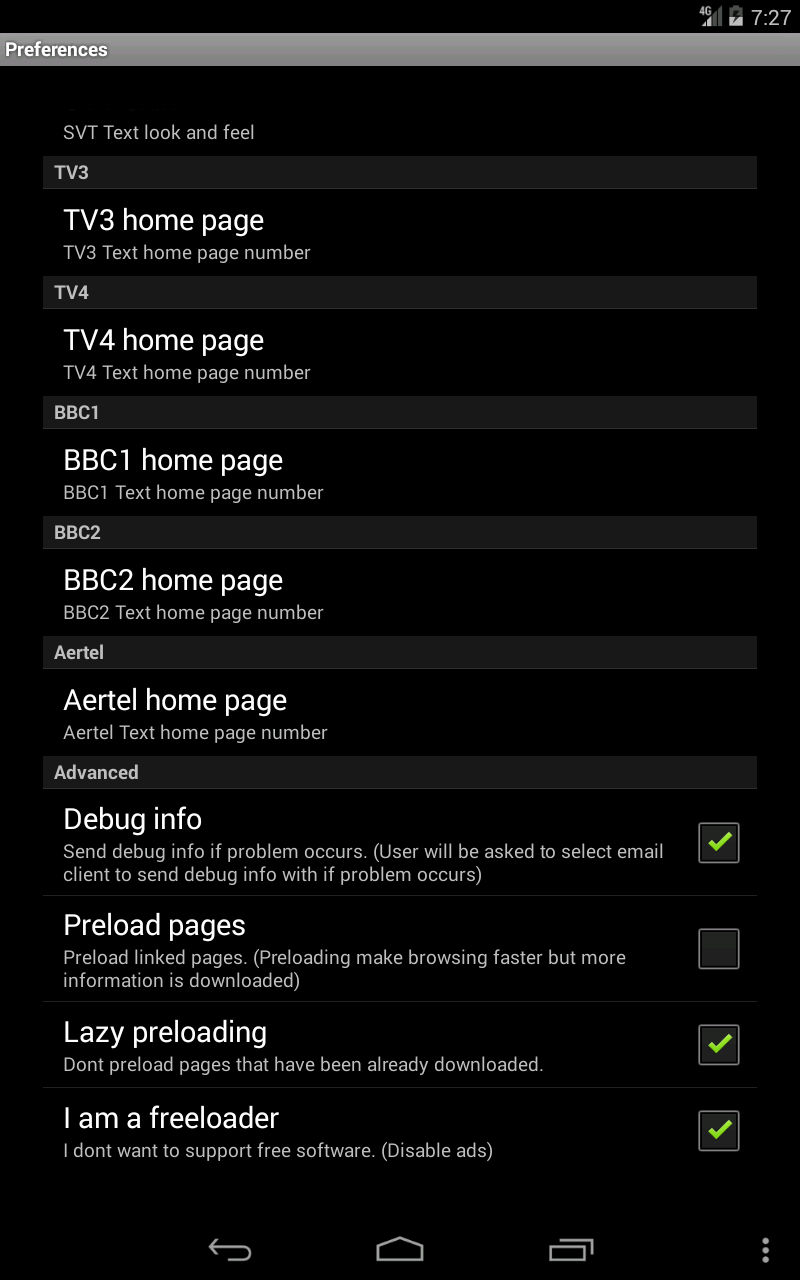 4G 7:27
Preferences
SVT Text look and feel
TV3
TV3 home page
TV3 Text home page number
TV4
TV4 home page
TV4 Text home page number
BBC1
BBC1 home page
BBC1 Text home page number
BBC2
BBC2 home page
BBC2 Text home page number
Aertel
Aertel home page
Aertel Text home page number
Advanced
Debug info
Send debug info if problem occurs. (User will be asked to select email
client to send debug info with if problem occurs)
Preload pages
Preload linked pages. (Preloading make browsing faster but more
information is downloaded)
Lazy preloading
Dont preload pages that have been already downloaded.
I am a freeloader
I dont want to support free software. (Disable ads)